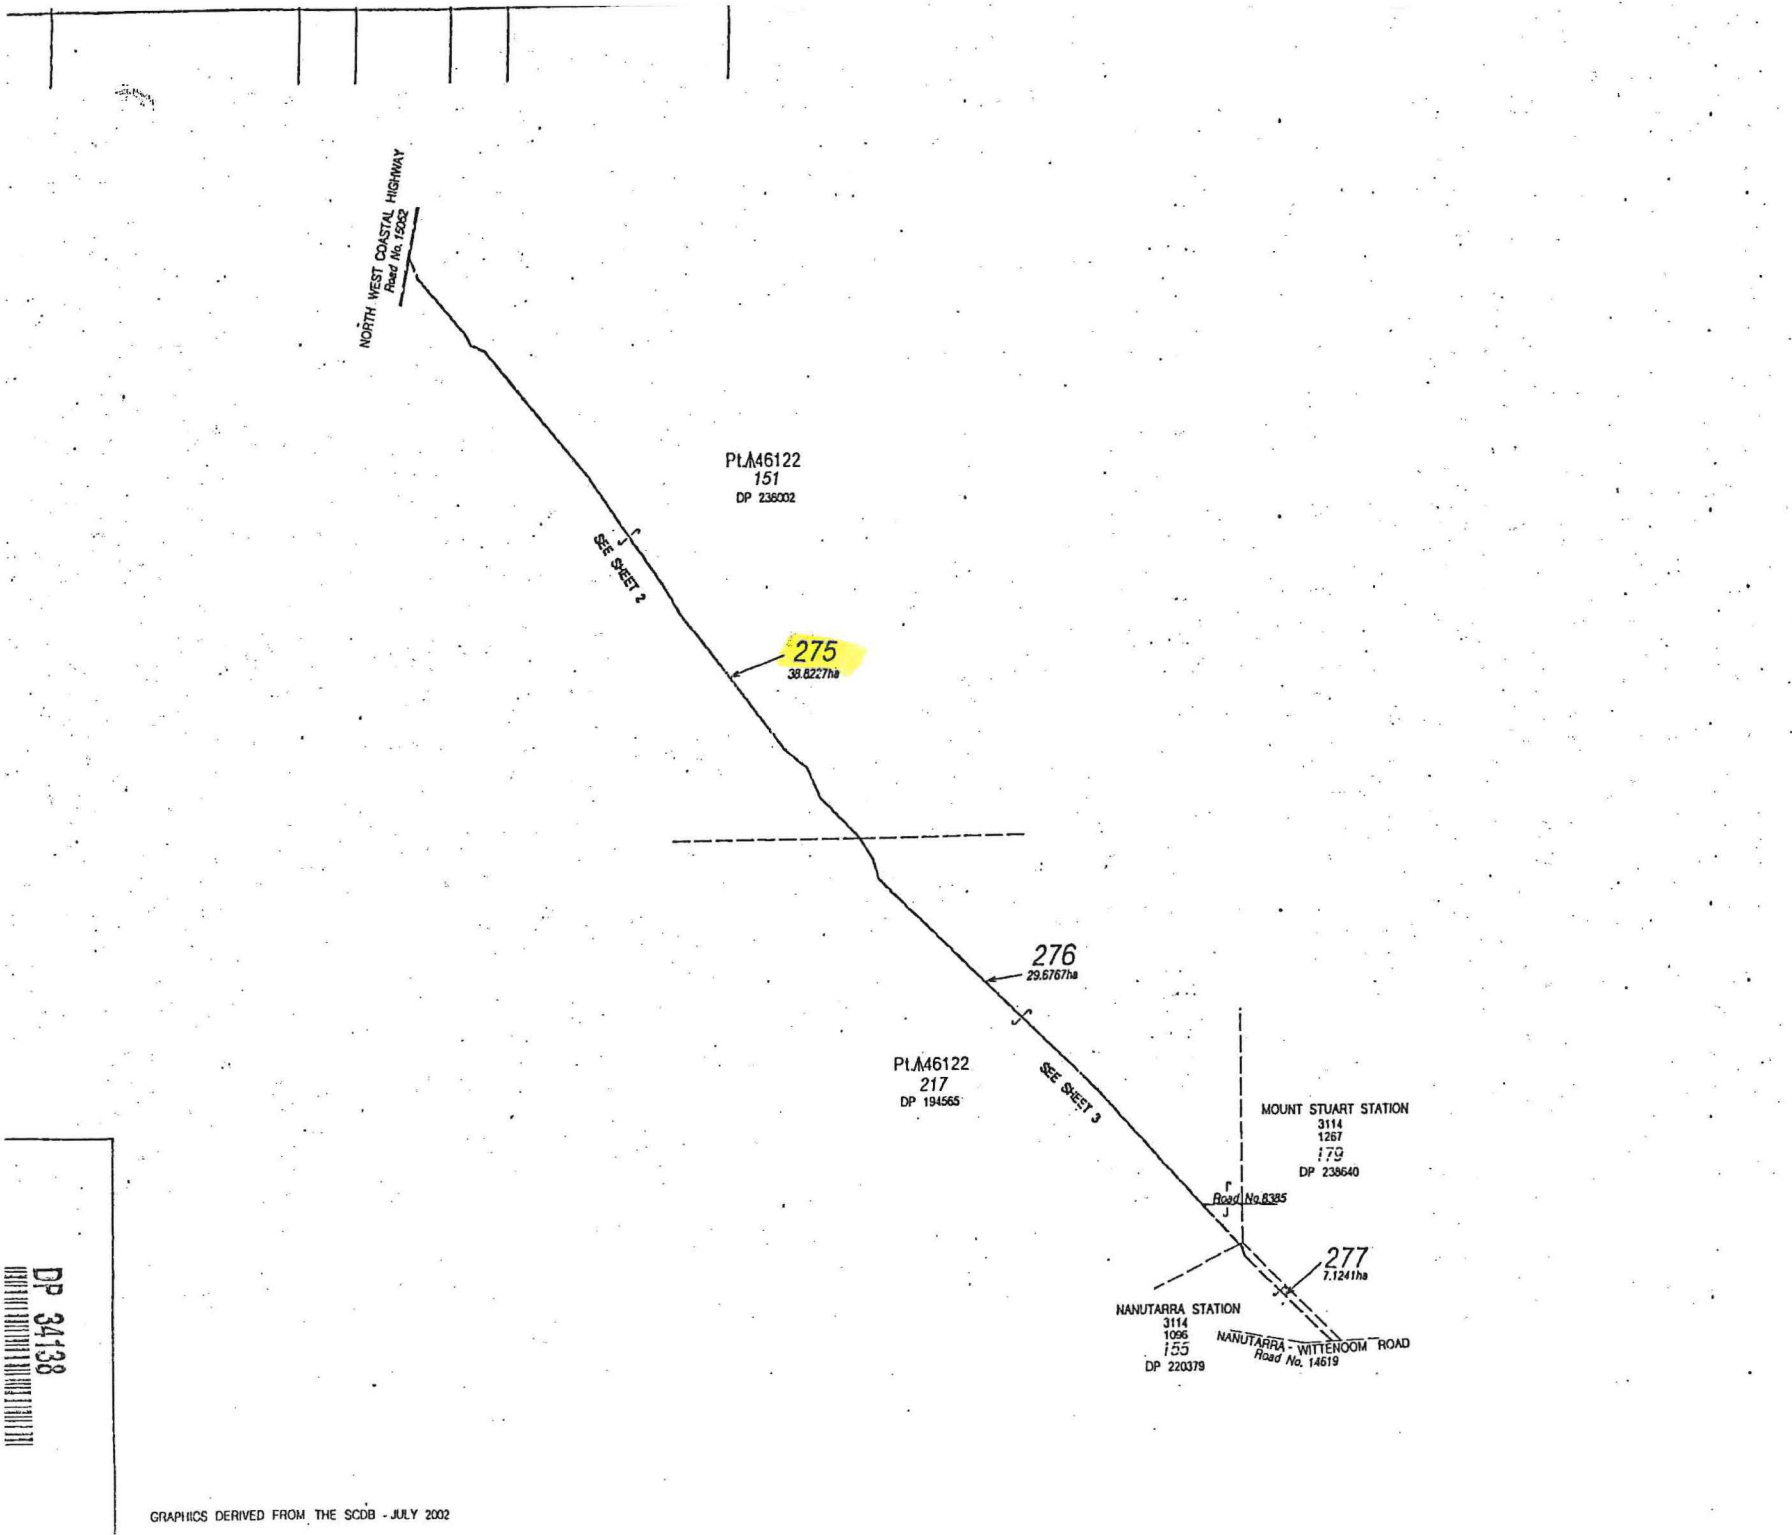 NORTH WEST COASTAL HIGHWAY
Road No. 15052
Pt.A46122
151
DP 238002
SEE SHEET 2
275
38.8227ha
276
29.6767ha
Pt.A46122
217
DP 194565
SEE SHEET 3
MOUNT STUART STATION
3114
1267
179
DP 238640
Road No.8385
277
7.1241ha
NANUTARRA STATION
3114
1096
155
DP 220379
NANUTARRA - WITTENOOM ROAD
Road No. 14619
DP 34138
GRAPHICS DERIVED FROM THE SCDB - JULY 2002